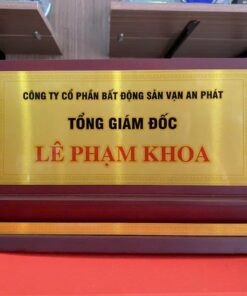 CÔNG TY CỔ PHẦN BẤT ĐỘNG SẢN VẠN AN PHÁT
TỔNG GIÁM ĐỐC
LÊ PHẠM KHOA